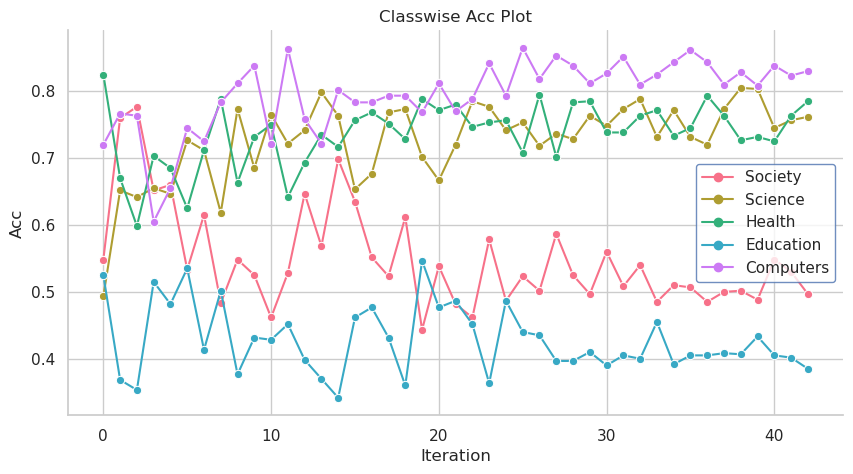 Classwise Acc Plot
Acc
0.8
0.7
0.6
0.5
0.4
0 10 20 30 40
Iteration
Society
Science
Health
Education
Computers